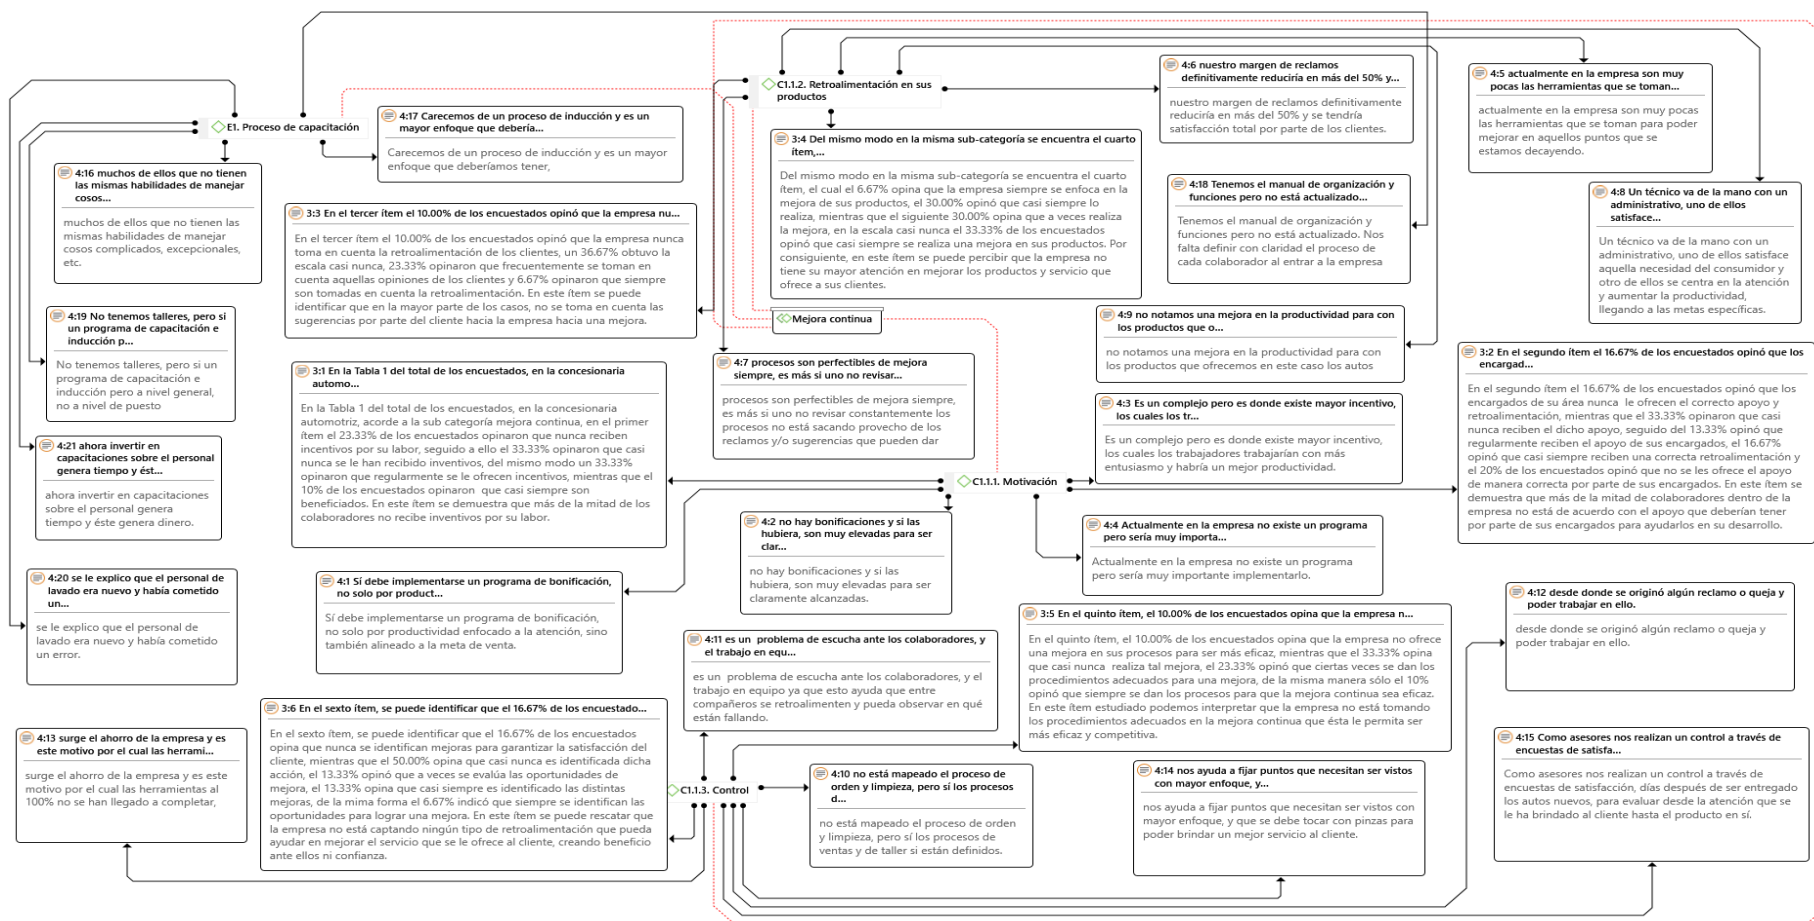 C1.1.2. Retroalimentación en sus
productos
4:6 nuestro margen de reclamos
definitivamente reduciría en más del 50% y...
nuestro margen de reclamos definitivamente
reduciría en más del 50% y se tendría
satisfacción total por parte de los clientes.
4:5 actualmente en la empresa son muy
pocas las herramientas que se toman...
actualmente en la empresa son muy pocas
las herramientas que se toman para poder
mejorar en aquellos puntos que se
estamos decayendo.
E1. Proceso de capacitación
4:17 Carecemos de un proceso de inducción y es un
mayor enfoque que debería...
Carecemos de un proceso de inducción y es un mayor
enfoque que deberíamos tener,
3:4 Del mismo modo en la misma sub-categoría se encuentra el cuarto
ítem,...
Del mismo modo en la misma sub-categoría se encuentra el cuarto
ítem, el cual el 6.67% opina que la empresa siempre se enfoca en la
mejora de sus productos, el 30.00% opinó que casi siempre lo
realiza, mientras que el siguiente 30.00% opina que a veces realiza
la mejora, en la escala casi nunca el 33.33% de los encuestados
opinó que casi siempre se realiza una mejora en sus productos. Por
consiguiente, en este ítem se puede percibir que la empresa no
tiene su mayor atención en mejorar los productos y servicio que
ofrece a sus clientes.
4:16 muchos de ellos que no tienen
las mismas habilidades de manejar
cosos...
muchos de ellos que no tienen las
mismas habilidades de manejar
cosos complicados, excepcionales,
etc.
4:18 Tenemos el manual de organización y
funciones pero no está actualizado...
Tenemos el manual de organización y
funciones pero no está actualizado. Nos
falta definir con claridad el proceso de
cada colaborador al entrar a la empresa
4:8 Un técnico va de la mano con un
administrativo, uno de ellos
satisface...
Un técnico va de la mano con un
administrativo, uno de ellos satisface
aquella necesidad del consumidor y
otro de ellos se centra en la atención
y aumentar la productividad,
llegando a las metas específicas.
3:3 En el tercer ítem el 10.00% de los encuestados opinó que la empresa nu...
En el tercer ítem el 10.00% de los encuestados opinó que la empresa nunca
toma en cuenta la retroalimentación de los clientes, un 36.67% obtuvo la
escala casi nunca, 23.33% opinaron que frecuentemente se toman en
cuenta aquellas opiniones de los clientes y 6.67% opinaron que siempre
son tomadas en cuenta la retroalimentación. En este ítem se puede
identificar que en la mayor parte de los casos, no se toma en cuenta las
sugerencias por parte del cliente hacia la empresa hacia una mejora.
4:19 No tenemos talleres, pero si
un programa de capacitación e
inducción p...
No tenemos talleres, pero si un
programa de capacitación e
inducción pero a nivel general,
no a nivel de puesto
Mejora continua
4:9 no notamos una mejora en la productividad para con
los productos que o...
no notamos una mejora en la productividad para con
los productos que ofrecemos en este caso los autos
3:2 En el segundo ítem el 16.67% de los encuestados opinó que los
encargad...
En el segundo ítem el 16.67% de los encuestados opinó que los
encargados de su área nunca le ofrecen el correcto apoyo y
retroalimentación, mientras que el 33.33% opinaron que casi
nunca reciben el dicho apoyo, seguido del 13.33% opinó que
regularmente reciben el apoyo de sus encargados, el 16.67%
opinó que casi siempre reciben una correcta retroalimentación y
el 20% de los encuestados opinó que no se les ofrece el apoyo
de manera correcta por parte de sus encargados. En este ítem se
demuestra que más de la mitad de colaboradores dentro de la
empresa no está de acuerdo con el apoyo que deberían tener
por parte de sus encargados para ayudarlos en su desarrollo.
4:7 procesos son perfectibles de mejora
siempre, es más si uno no revisar...
procesos son perfectibles de mejora siempre,
es más si uno no revisar constantemente los
procesos no está sacando provecho de los
reclamos y/o sugerencias que pueden dar
3:1 En la Tabla 1 del total de los encuestados, en la concesionaria
automo...
En la Tabla 1 del total de los encuestados, en la concesionaria
automotriz, acorde a la sub categoría mejora continua, en el primer
ítem el 23.33% de los encuestados opinaron que nunca reciben
incentivos por su labor, seguido a ello el 33.33% opinaron que casi
nunca se le han recibido inventivos, del mismo modo un 33.33%
opinaron que regularmente se le ofrecen incentivos, mientras que el
10% de los encuestados opinaron que casi siempre son
beneficiados. En este ítem se demuestra que más de la mitad de los
colaboradores no recibe inventivos por su labor.
4:3 Es un complejo pero es donde existe mayor incentivo,
los cuales los tr...
Es un complejo pero es donde existe mayor incentivo,
los cuales los trabajadores trabajarían con más
entusiasmo y habría un mejor productividad.
4:21 ahora invertir en
capacitaciones sobre el personal
genera tiempo y ést...
ahora invertir en capacitaciones
sobre el personal genera
tiempo y éste genera dinero.
C1.1.1. Motivación
4:2 no hay bonificaciones y si las
hubiera, son muy elevadas para ser
clar...
no hay bonificaciones y si las
hubiera, son muy elevadas para ser
claramente alcanzadas.
4:4 Actualmente en la empresa no existe un programa
pero sería muy importa...
Actualmente en la empresa no existe un programa
pero sería muy importante implementarlo.
4:20 se le explico que el personal de
lavado era nuevo y había cometido
un...
se le explico que el personal de
lavado era nuevo y había cometido
un error.
4:1 Sí debe implementarse un programa de bonificación,
no solo por product...
Sí debe implementarse un programa de bonificación,
no solo por productividad enfocado a la atención, sino
también alineado a la meta de venta.
4:12 desde donde se originó algún reclamo o queja y
poder trabajar en ello.
desde donde se originó algún reclamo o queja y
poder trabajar en ello.
3:5 En el quinto ítem, el 10.00% de los encuestados opina que la empresa n...
En el quinto ítem, el 10.00% de los encuestados opina que la empresa no ofrece
una mejora en sus procesos para ser más eficaz, mientras que el 33.33% opina
que casi nunca realiza tal mejora, el 23.33% opinó que ciertas veces se dan los
procedimientos adecuados para una mejora, de la misma manera sólo el 10%
opinó que siempre se dan los procesos para que la mejora continua sea eficaz.
En este ítem estudiado podemos interpretar que la empresa no está tomando
los procedimientos adecuados en la mejora continua que ésta le permita ser
más eficaz y competitiva.
4:11 es un problema de escucha ante los colaboradores, y
el trabajo en equ...
es un problema de escucha ante los colaboradores, y el
trabajo en equipo ya que esto ayuda que entre
compañeros se retroalimenten y pueda observar en qué
están fallando.
3:6 En el sexto ítem, se puede identificar que el 16.67% de los encuestado...
En el sexto ítem, se puede identificar que el 16.67% de los encuestados
opina que nunca se identifican mejoras para garantizar la satisfacción del
cliente, mientras que el 50.00% opina que casi nunca es identificada dicha
acción, el 13.33% opinó que a veces se evalúa las oportunidades de
mejora, el 13.33% opina que casi siempre es identificado las distintas
mejoras, de la mima forma el 6.67% indicó que siempre se identifican las
oportunidades para lograr una mejora. En este ítem se puede rescatar que
la empresa no está captando ningún tipo de retroalimentación que pueda
ayudar en mejorar el servicio que se le ofrece al cliente, creando beneficio
ante ellos ni confianza.
4:13 surge el ahorro de la empresa y es
este motivo por el cual las herrami...
surge el ahorro de la empresa y es este
motivo por el cual las herramientas al
100% no se han llegado a completar,
C1.1.3. Control
4:10 no está mapeado el proceso de
orden y limpieza, pero sí los procesos
d...
no está mapeado el proceso de orden
y limpieza, pero sí los procesos de
ventas y de taller si están definidos.
4:14 nos ayuda a fijar puntos que necesitan ser vistos
con mayor enfoque, y...
nos ayuda a fijar puntos que necesitan ser vistos con
mayor enfoque, y que se debe tocar con pinzas para
poder brindar un mejor servicio al cliente.
4:15 Como asesores nos realizan un control a través de
encuestas de satisfa...
Como asesores nos realizan un control a través de
encuestas de satisfacción, días después de ser entregado
los autos nuevos, para evaluar desde la atención que se
le ha brindado al cliente hasta el producto en sí.